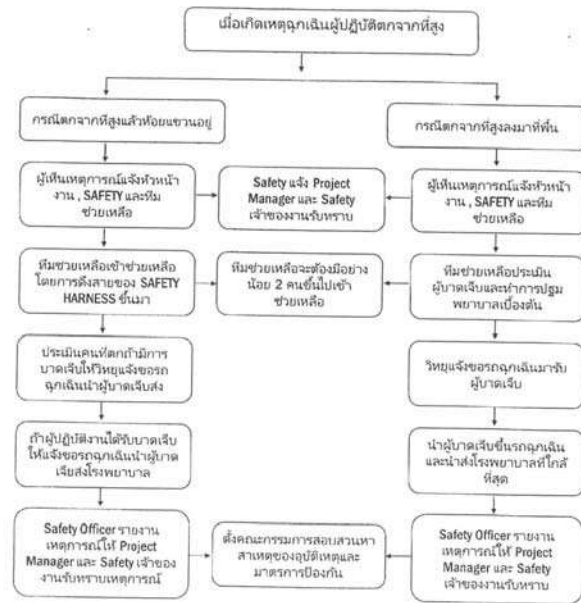 เมื่อเกิดเหตุฉุกเฉินผู้ปฏิบัติตกจากที่สูง
กรณีตกจากที่สูงแล้วห้อยแขวนอยู่
กรณีตกจากที่สูงลงมาที่พื้น
ผู้เห็นเหตุการณ์แจ้งหัวหน้า
งาน , SAFETY และทีม
ช่วยเหลือ
Safety แจ้ง Project
Manager และ Safety
เจ้าของงานรับทราบ
ผู้เห็นเหตุการณ์แจ้งหัวหน้า
งาน , SAFETY และทีม
ช่วยเหลือ
ทีมช่วยเหลือเข้าช่วยเหลือ
โดยการดึงสายของ SAFETY
HARNESS ขึ้นมา
ทีมช่วยเหลือจะต้องมีอย่าง
น้อย 2 คนขึ้นไปเข้า
ช่วยเหลือ
ทีมช่วยเหลือประเมิน
ผู้บาดเจ็บและทำการปฐม
พยาบาลเบื้องต้น
ประเมินคนที่ตกถ้ามีการ
บาดเจ็บให้วิทยุแจ้งขอรถ
ฉุกเฉินนำผู้บาดเจ็บส่ง
วิทยุแจ้งขอรถฉุกเฉินมารับ
ผู้บาดเจ็บ
ถ้าผู้ปฏิบัติงานได้รับบาดเจ็บ
ให้แจ้งขอรถฉุกเฉินนำผู้บาด
เจ็บส่งโรงพยาบาล
นำผู้บาดเจ็บขึ้นรถฉุกเฉิน
และนำส่งโรงพยาบาลที่ใกล้
ที่สุด
Safety Officer รายงาน
เหตุการณ์ให้ Project
Manager และ Safety เจ้าของ
งานรับทราบเหตุการณ์
ตั้งคณะกรรมการสอบสวนหา
สาเหตุของอุบัติเหตุและ
มาตรการป้องกัน
Safety Officer รายงาน
เหตุการณ์ให้ Project
Manager และ Safety
เจ้าของงานรับทราบ